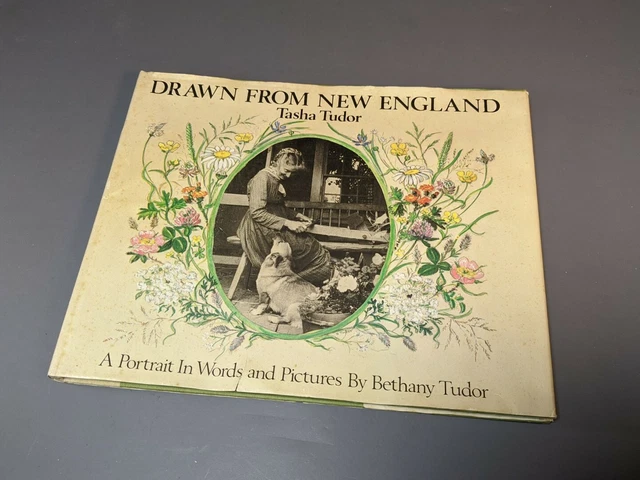 DRAWN FROM NEW ENGLAND
Tasha Tudor
A Portrait In Words and Pictures By Bethany Tudor